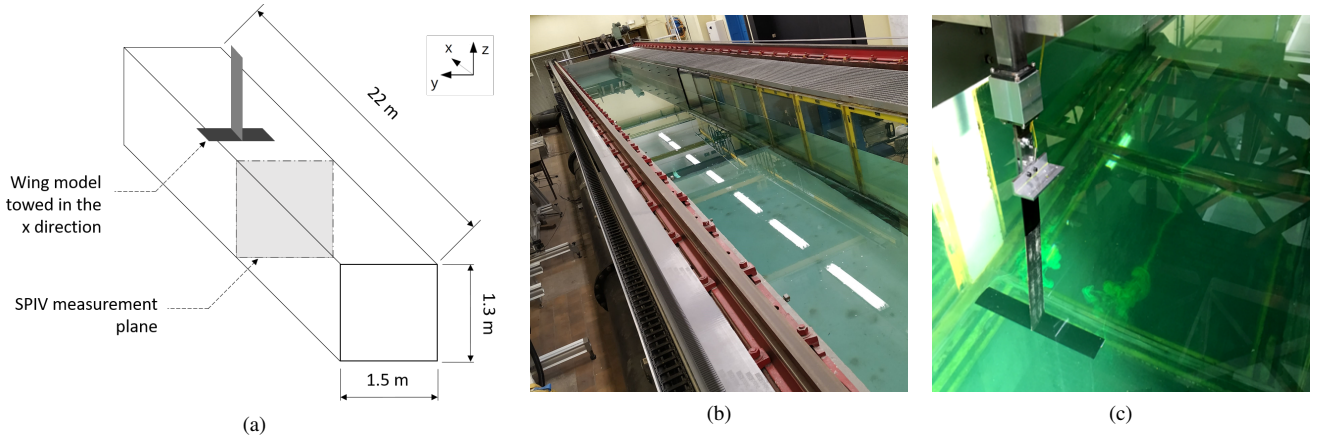 x
z
y
22 m
Wing model
towed in the
x direction
SPIV measurement
plane
1.3 m
1.5 m
(a)
(b)
(c)